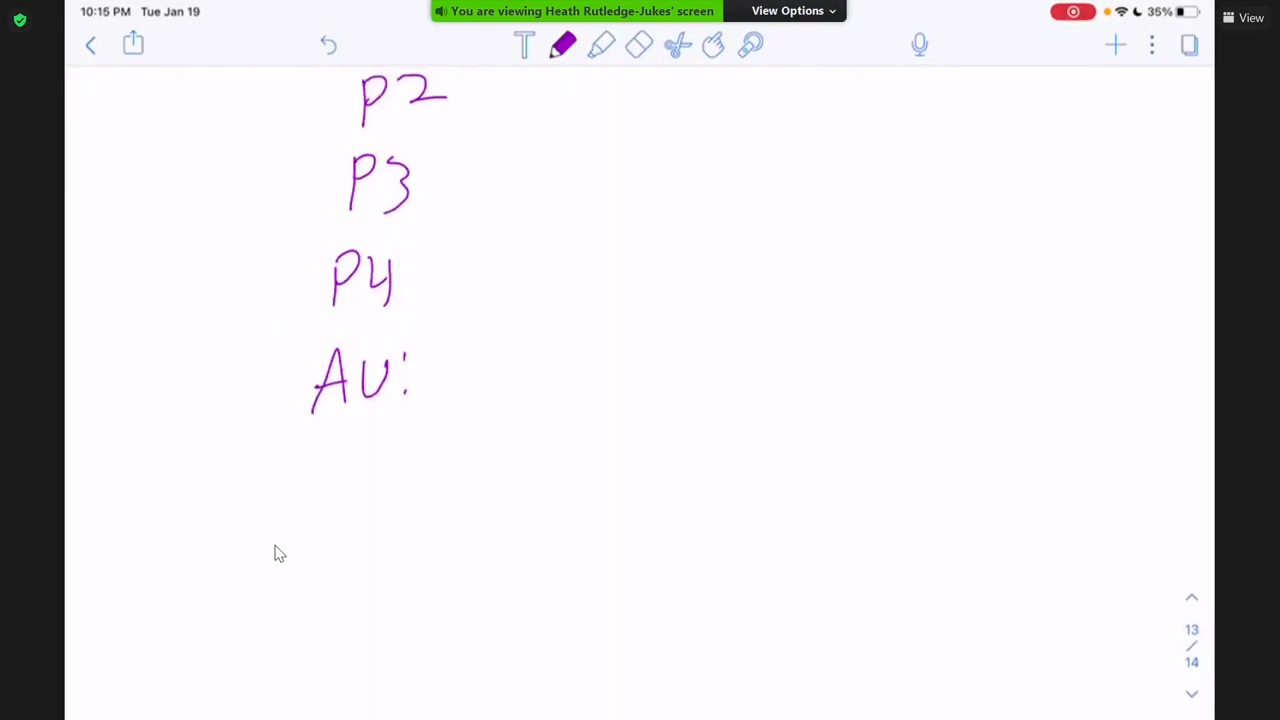 10:15 PM Tue Jan 19
You are viewing Heath Rutledge-Jukes' screen
View Options
35%
View
T
P2
P3
P4
AU:
13
/
14